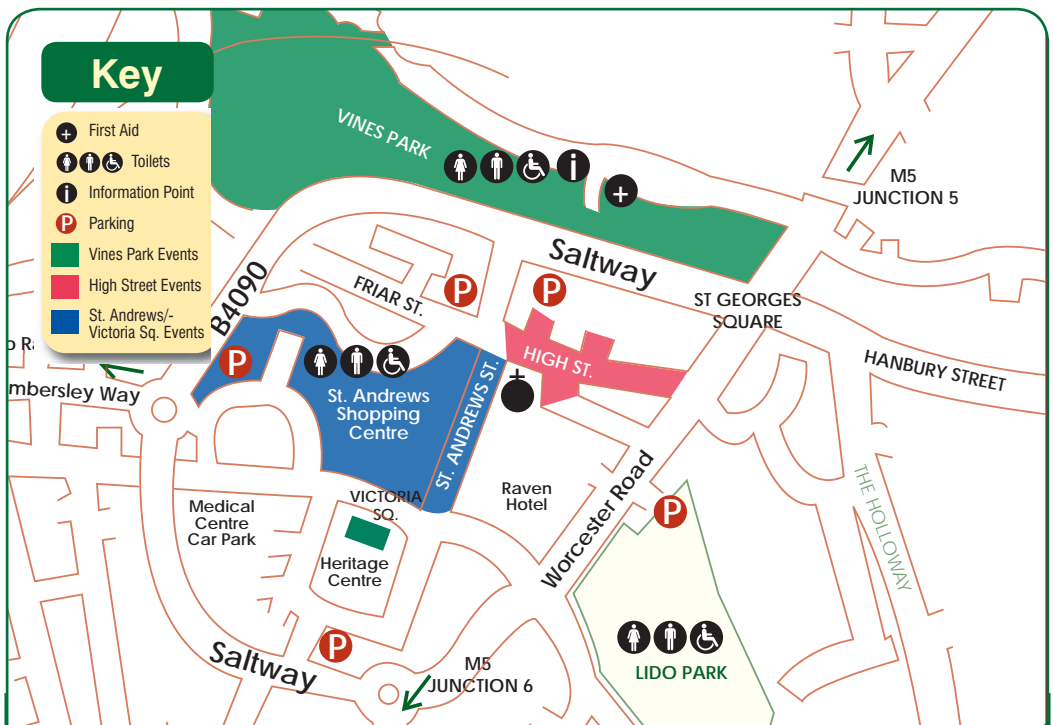 Key
First Aid
Toilets
Information Point
Parking
Vines Park Events
High Street Events
St. Andrews/-
Victoria Sq. Events
VINES PARK
M5
JUNCTION 5
Saltway
ST GEORGES
SQUARE
HANBURY STREET
B4090
FRIAR ST.
HIGH ST.
mbersley Way
St. Andrews
Shopping
Centre
ST. ANDREWS ST.
Raven
Hotel
Worcester Road
THE HOLLOWAY
Medical
Centre
Car Park
VICTORIA
SQ.
Heritage
Centre
Saltway
M5
JUNCTION 6
LIDO PARK
P
P
P
P
P
P